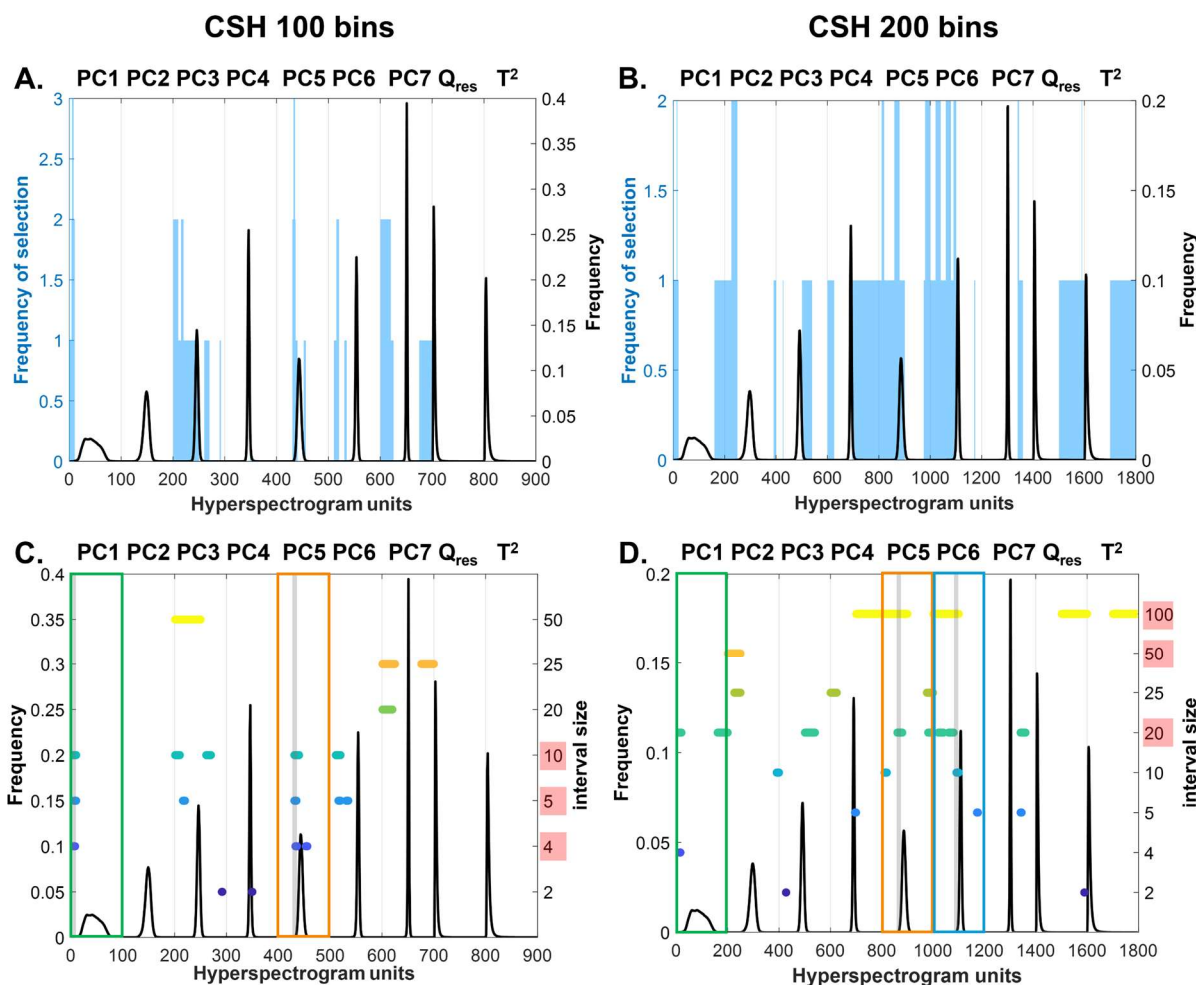 CSH 100 bins
CSH 200 bins
A.
PC1 PC2 PC3 PC4 PC5 PC6 PC7 Qres T²
3
2.5
2
1.5
1
0.5
0
Frequency of selection
0.4
0.35
0.3
0.25
0.2
0.15
0.1
0.05
0
Frequency
0 100 200 300 400 500 600 700 800 900
Hyperspectrogram units
B.
PC1 PC2 PC3 PC4 PC5 PC6 PC7 Qres T²
2
1.5
1
0.5
0
Frequency of selection
0.2
0.15
0.1
0.05
0
Frequency
0 200 400 600 800 1000 1200 1400 1600 1800
Hyperspectrogram units
C.
PC1 PC2 PC3 PC4 PC5 PC6 PC7 Qres T²
0.4
0.35
0.3
0.25
0.2
0.15
0.1
0.05
0
Frequency
50
25
20
10
5
4
2
interval size
0 100 200 300 400 500 600 700 800 900
Hyperspectrogram units
D.
PC1 PC2 PC3 PC4 PC5 PC6 PC7 Qres T²
0.2
0.15
0.1
0.05
0
Frequency
100
50
25
20
10
5
4
2
interval size
0 200 400 600 800 1000 1200 1400 1600 1800
Hyperspectrogram units